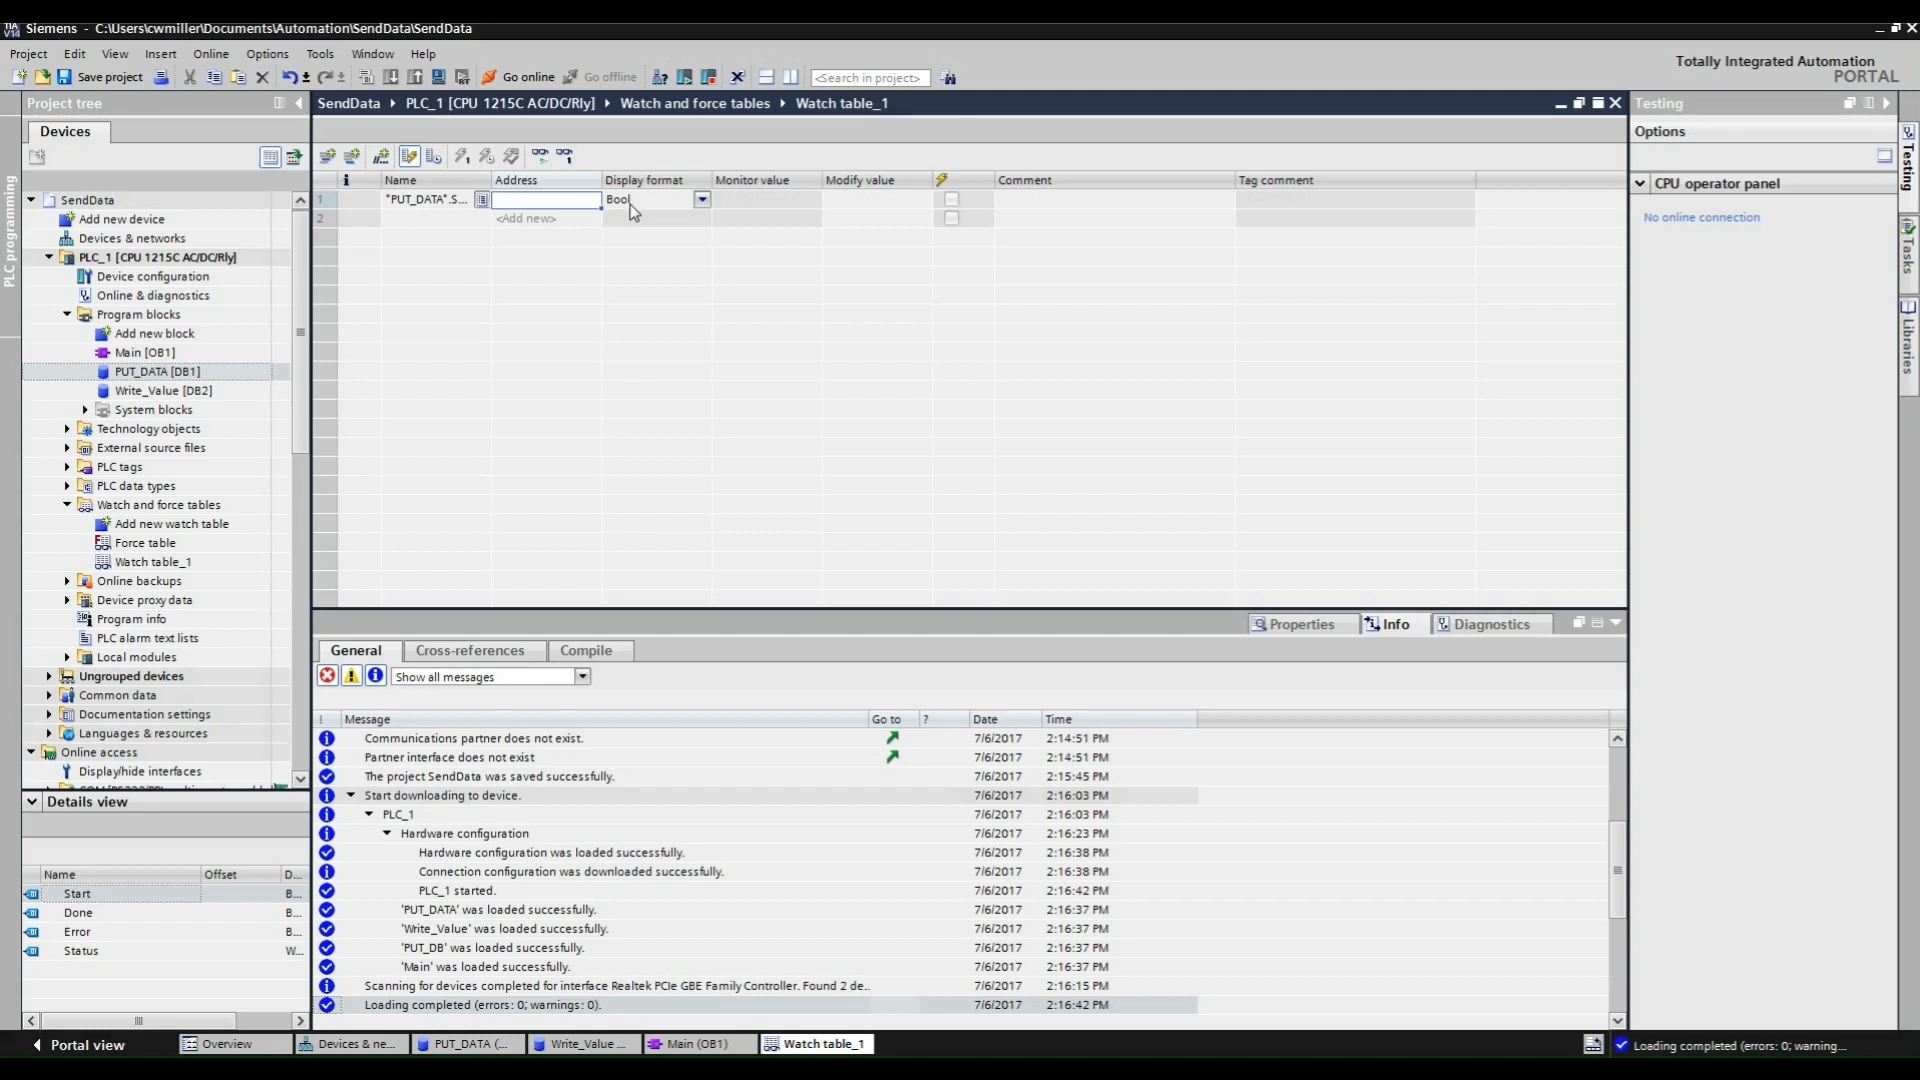 Siemens - C:\Users\cwmiller\Documents\Automation\SendData\SendData
Project Edit View Insert Online Options Tools Window Help
Totally Integrated Automation
PORTAL
Save project Go online Go offline <Search in project>
Project tree
SendData PLC_1 [CPU 1215C AC/DC/Rly] Watch and force tables Watch table_1
Testing
Devices
Options
PLC programming
SendData
Add new device
Devices & networks
PLC_1 [CPU 1215C AC/DC/Rly]
Device configuration
Online & diagnostics
Program blocks
Add new block
Main [OB1]
PUT_DATA [DB1]
Write_Value [DB2]
System blocks
Technology objects
External source files
PLC tags
PLC data types
Watch and force tables
Add new watch table
Force table
Watch table_1
Online backups
Device proxy data
Program info
PLC alarm text lists
Local modules
Ungrouped devices
Common data
Documentation settings
Languages & resources
Online access
Display/hide interfaces
i Name Address Display format Monitor value Modify value Comment Tag comment
1 "PUT_DATA".S... Bool
2 <Add new>
CPU operator panel
No online connection
Testing
Tasks
Libraries
Properties Info Diagnostics
General Cross-references Compile
Show all messages
! Message Go to ? Date Time
Communications partner does not exist. 7/6/2017 2:14:51 PM
Partner interface does not exist 7/6/2017 2:14:51 PM
The project SendData was saved successfully. 7/6/2017 2:15:45 PM
Start downloading to device. 7/6/2017 2:16:03 PM
PLC_1 7/6/2017 2:16:03 PM
Hardware configuration 7/6/2017 2:16:23 PM
Hardware configuration was loaded successfully. 7/6/2017 2:16:38 PM
Connection configuration was downloaded successfully. 7/6/2017 2:16:38 PM
PLC_1 started. 7/6/2017 2:16:42 PM
'PUT_DATA' was loaded successfully. 7/6/2017 2:16:37 PM
'Write_Value' was loaded successfully. 7/6/2017 2:16:37 PM
'PUT_DB' was loaded successfully. 7/6/2017 2:16:37 PM
'Main' was loaded successfully. 7/6/2017 2:16:37 PM
Scanning for devices completed for interface Realtek PCIe GBE Family Controller. Found 2 de.. 7/6/2017 2:16:15 PM
Loading completed (errors: 0; warnings: 0). 7/6/2017 2:16:42 PM
Details view
Name Offset D...
Start B...
Done B...
Error B...
Status W...
Portal view Overview Devices & ne... PUT_DATA (... Write_Value ... Main (OB1) Watch table_1
Loading completed (errors: 0; warning...